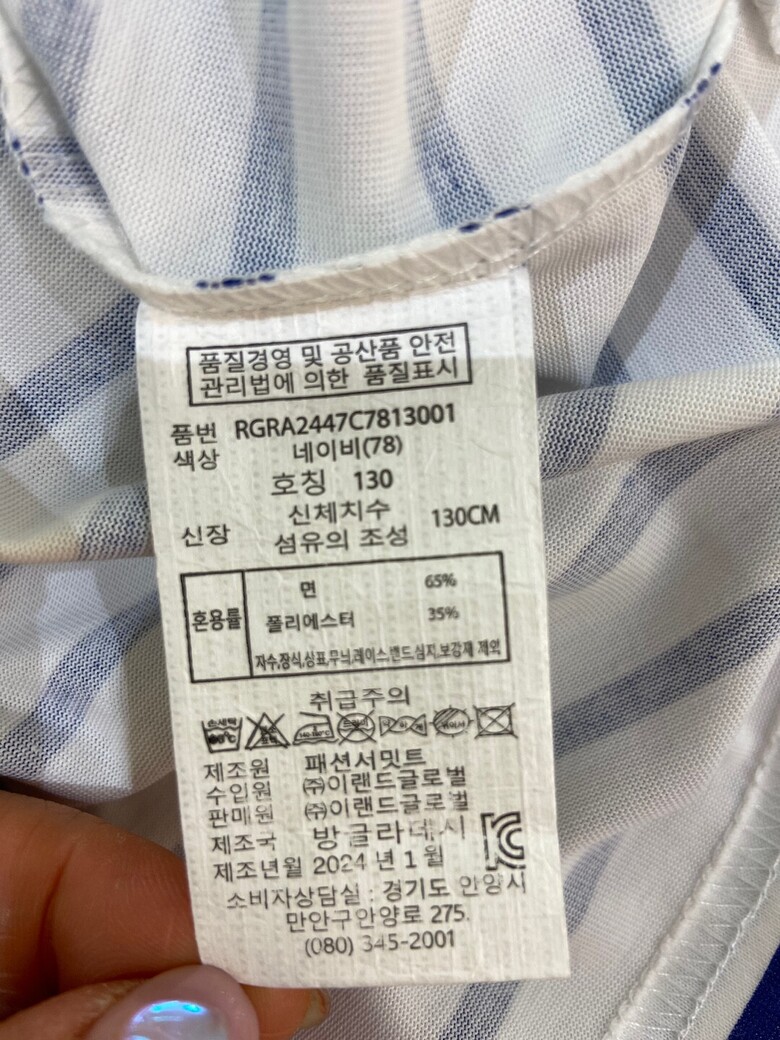 품질경영 및 공산품 안전
관리법에 의한 품질표시
품번 RGRA2447C7813001
색상 네이비(78)
호칭 130
신체치수
신장 130CM
섬유의 조성
혼용률
면 65%
폴리에스터 35%
자수,장식,상표,무늬,레이스,밴드,심지,보강재 제외
취급주의
손세탁
제조원 패션서밋트
수입원 ㈜이랜드글로벌
판매원 ㈜이랜드글로벌
제조국 방글라데시
제조년월 2024 년 1 월
소비자상담실 : 경기도 안양시
만안구안양로 275.
(080) 345-2001